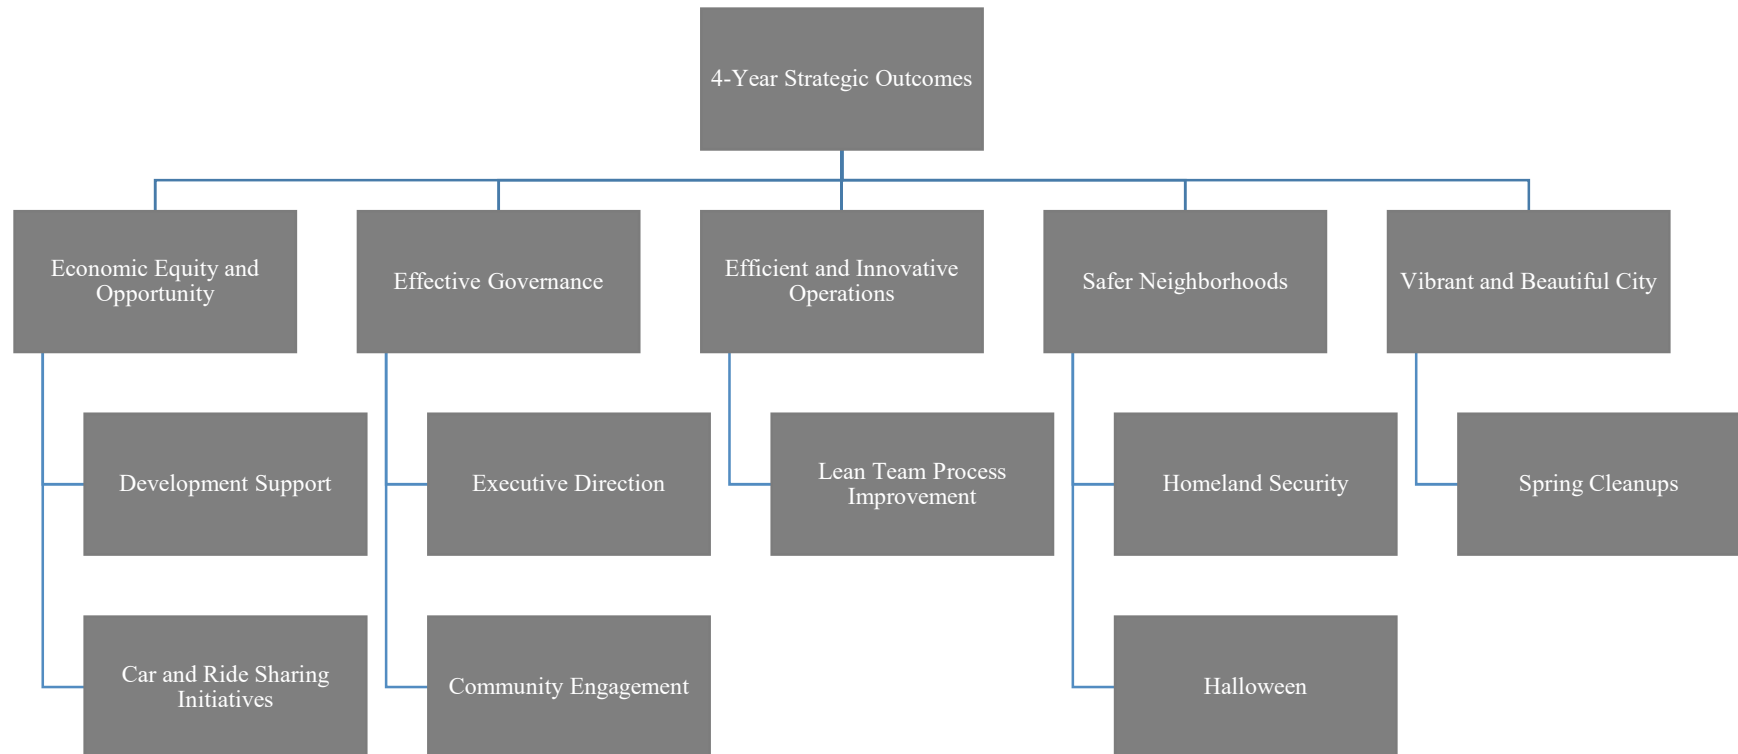 4-Year Strategic Outcomes
Economic Equity and
Opportunity
Effective Governance
Efficient and Innovative
Operations
Safer Neighborhoods
Vibrant and Beautiful City
Development Support
Executive Direction
Lean Team Process
Improvement
Homeland Security
Spring Cleanups
Car and Ride Sharing
Initiatives
Community Engagement
Halloween